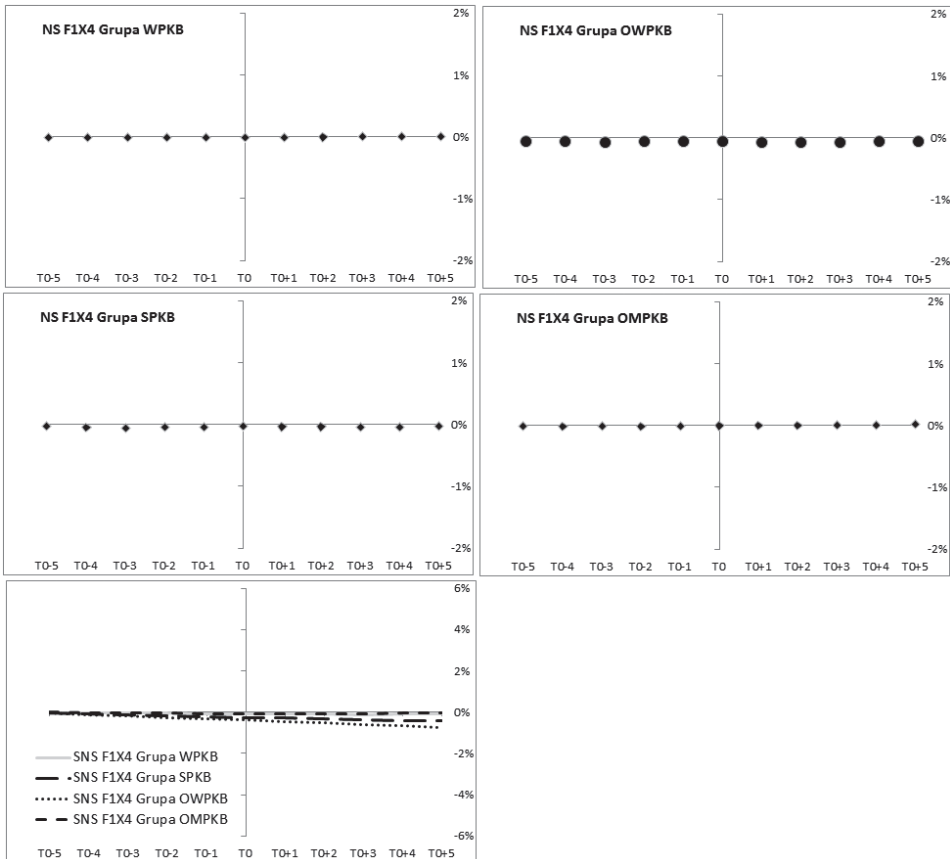 NS F1X4 Grupa WPKB
2%
1%
0%
-1%
-2%
T0-5 T0-4 T0-3 T0-2 T0-1 T0 T0+1 T0+2 T0+3 T0+4 T0+5
NS F1X4 Grupa OWPKB
2%
1%
0%
-1%
-2%
T0-5 T0-4 T0-3 T0-2 T0-1 T0 T0+1 T0+2 T0+3 T0+4 T0+5
NS F1X4 Grupa SPKB
2%
1%
0%
-1%
-2%
T0-5 T0-4 T0-3 T0-2 T0-1 T0 T0+1 T0+2 T0+3 T0+4 T0+5
NS F1X4 Grupa OMPKB
2%
1%
0%
-1%
-2%
T0-5 T0-4 T0-3 T0-2 T0-1 T0 T0+1 T0+2 T0+3 T0+4 T0+5
6%
4%
2%
0%
-2%
-4%
-6%
SNS F1X4 Grupa WPKB
SNS F1X4 Grupa SPKB
SNS F1X4 Grupa OWPKB
SNS F1X4 Grupa OMPKB
T0-5 T0-4 T0-3 T0-2 T0-1 T0 T0+1 T0+2 T0+3 T0+4 T0+5